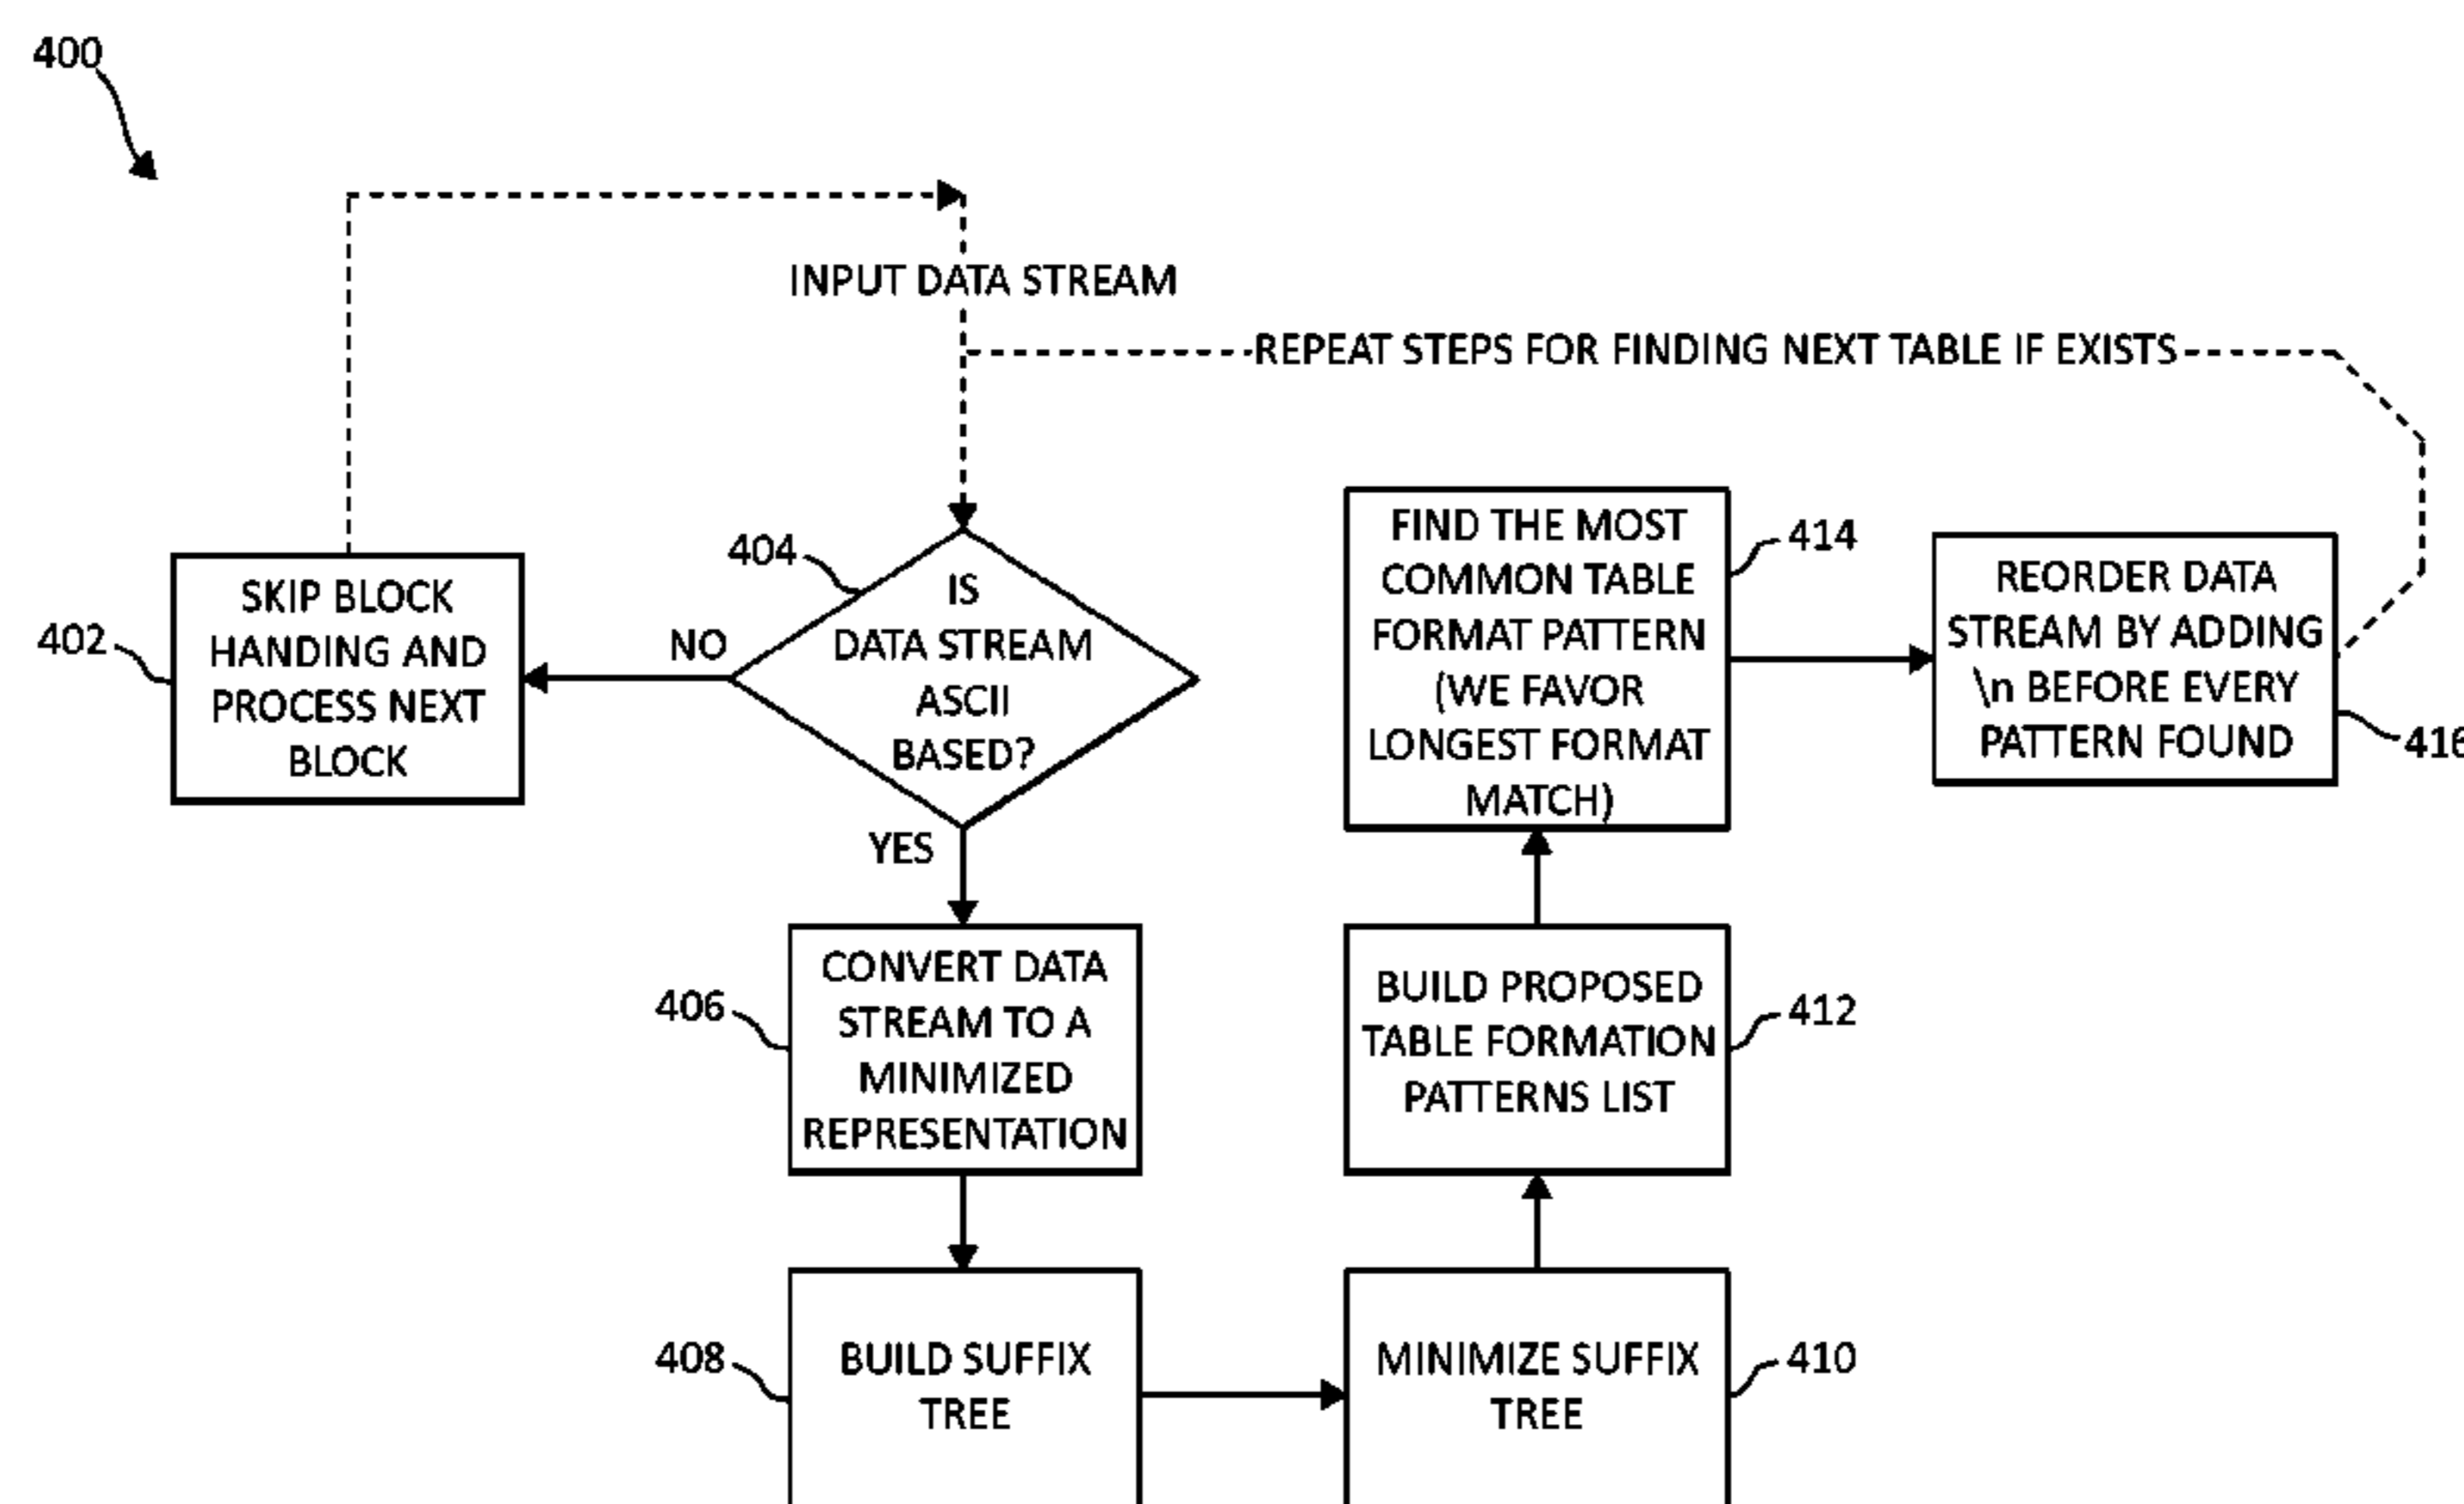 400
INPUT DATA STREAM
REPEAT STEPS FOR FINDING NEXT TABLE IF EXISTS
402
SKIP BLOCK
HANDING AND
PROCESS NEXT
BLOCK
NO
404
IS
DATA STREAM
ASCII
BASED?
YES
406
CONVERT DATA
STREAM TO A
MINIMIZED
REPRESENTATION
408
BUILD SUFFIX
TREE
MINIMIZE SUFFIX
TREE
410
BUILD PROPOSED
TABLE FORMATION
PATTERNS LIST
412
FIND THE MOST
COMMON TABLE
FORMAT PATTERN
(WE FAVOR
LONGEST FORMAT
MATCH)
414
REORDER DATA
STREAM BY ADDING
\n BEFORE EVERY
PATTERN FOUND
416